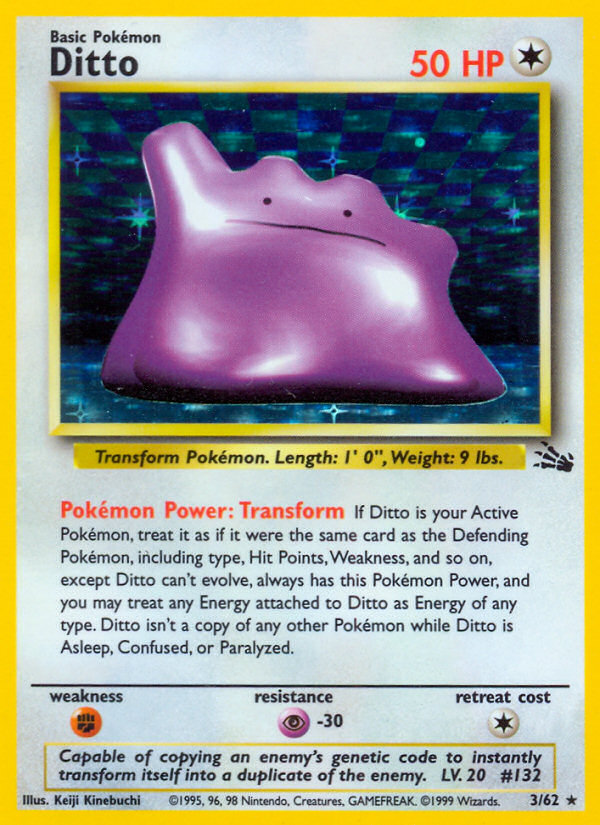 Basic Pokémon
Ditto
50 HP
Transform Pokémon. Length: 1' 0", Weight: 9 lbs.
Pokémon Power: Transform If Ditto is your Active
Pokémon, treat it as if it were the same card as the Defending
Pokémon, including type, Hit Points, Weakness, and so on,
except Ditto can't evolve, always has this Pokémon Power, and
you may treat any Energy attached to Ditto as Energy of any
type. Ditto isn't a copy of any other Pokémon while Ditto is
Asleep, Confused, or Paralyzed.
weakness resistance retreat cost
-30
Capable of copying an enemy's genetic code to instantly
transform itself into a duplicate of the enemy. LV. 20 #132
Illus. Keiji Kinebuchi ©1995, 96, 98 Nintendo, Creatures, GAMEFREAK. ©1999 Wizards. 3/62 ★